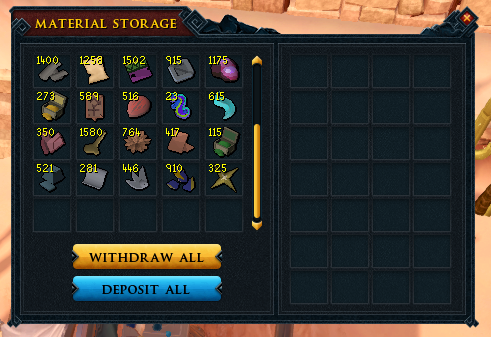 MATERIAL STORAGE
1400 1258 1502 915 1175
273 589 516 23 615
350 1580 764 417 115
521 281 446 910 325
WITHDRAW ALL
DEPOSIT ALL